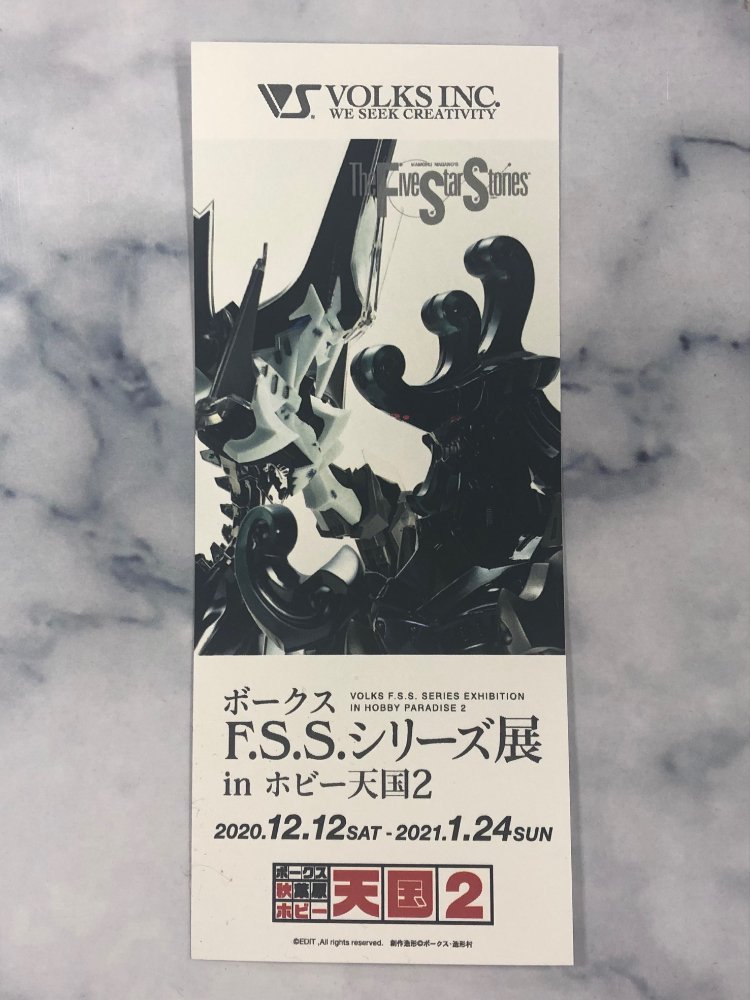 VS VOLKS INC.
WE SEEK CREATIVITY
MAMORU NAGANO'S
The Five Star Stories
ボークス VOLKS F.S.S. SERIES EXHIBITION
IN HOBBY PARADISE 2
F.S.S.シリーズ展
in ホビー天国2
2020.12.12SAT - 2021.1.24SUN
ボークス
秋葉原
ホビー
天国2
©EDIT ,All rights reserved. 創作造形©ボークス・造形村